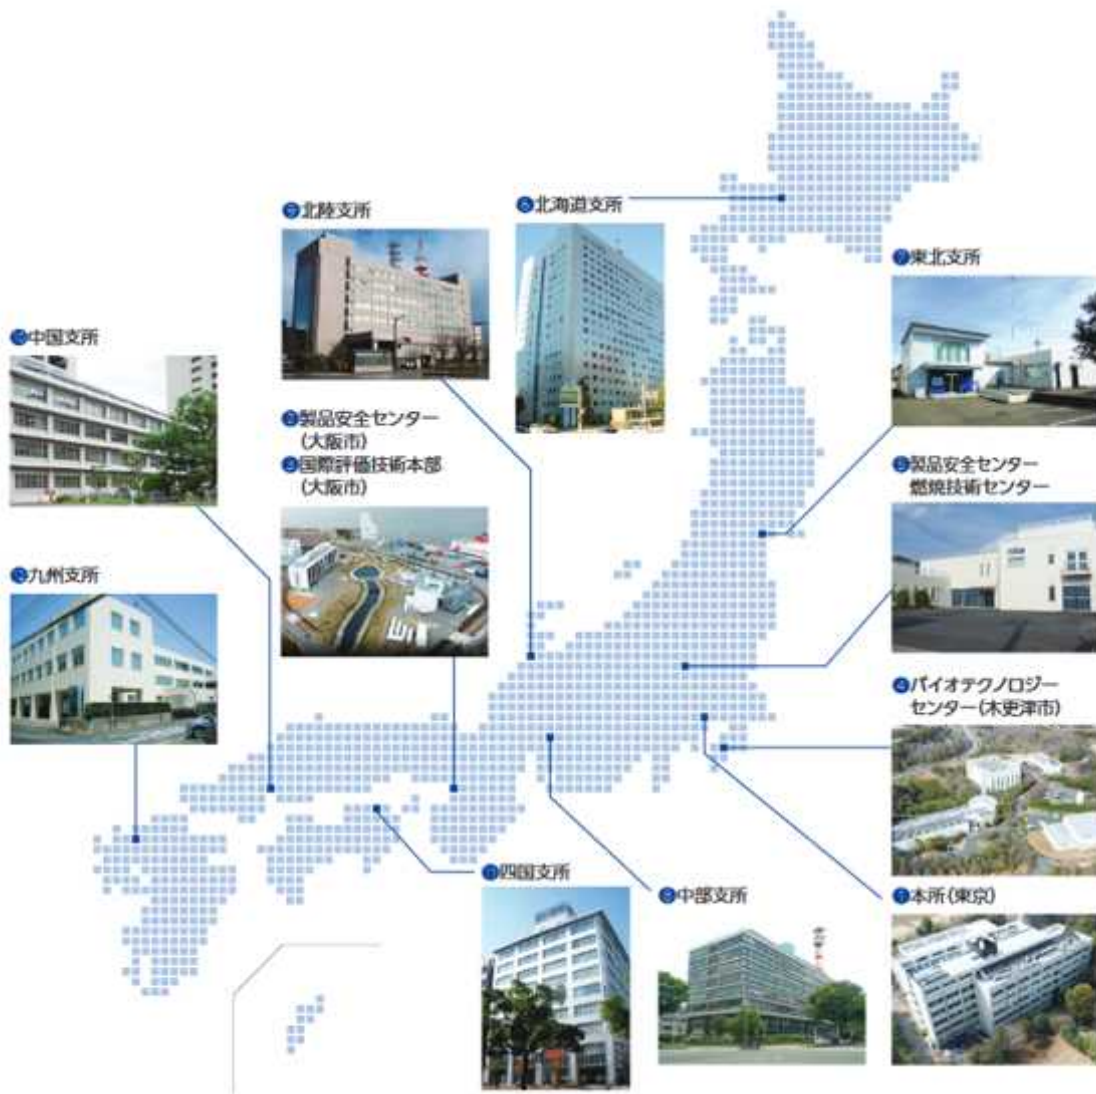 北陸支所
北海道支所
東北支所
中国支所
製品安全センター
(大阪市)
国際評価技術本部
(大阪市)
製品安全センター
燃焼技術センター
九州支所
バイオテクノロジー
センター(木更津市)
四国支所
中部支所
本所(東京)